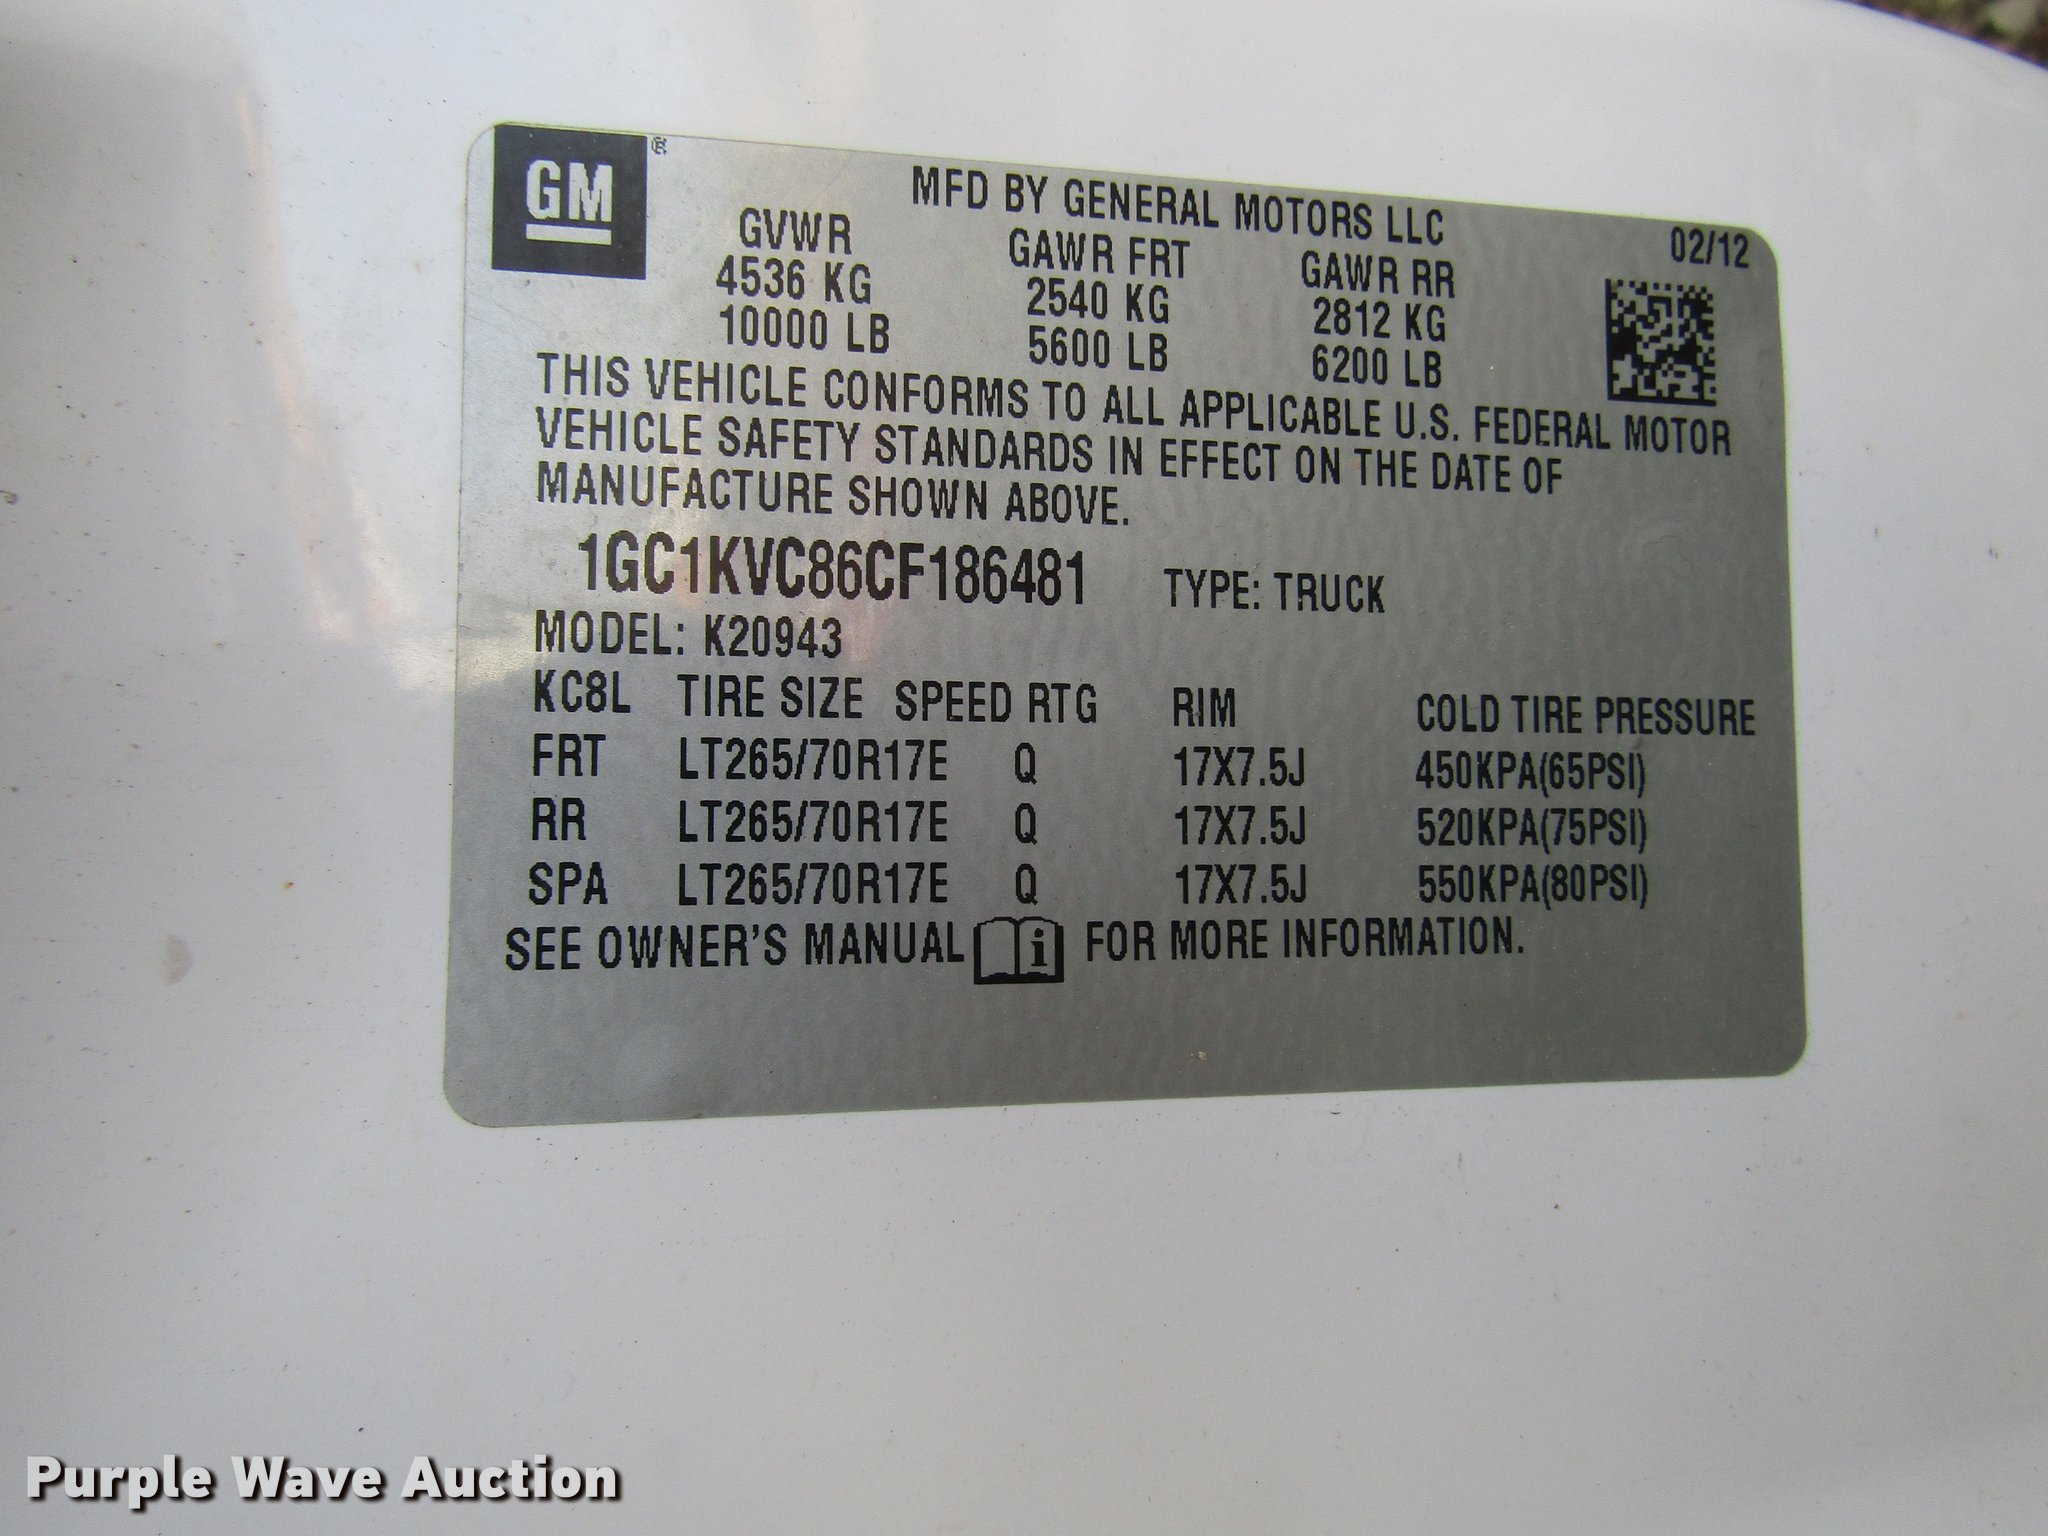 GM ®
MFD BY GENERAL MOTORS LLC
02/12
GVWR GAWR FRT GAWR RR
4536 KG 2540 KG 2812 KG
10000 LB 5600 LB 6200 LB
THIS VEHICLE CONFORMS TO ALL APPLICABLE U.S. FEDERAL MOTOR
VEHICLE SAFETY STANDARDS IN EFFECT ON THE DATE OF
MANUFACTURE SHOWN ABOVE.
1GC1KVC86CF186481 TYPE: TRUCK
MODEL: K20943
KC8L TIRE SIZE SPEED RTG RIM COLD TIRE PRESSURE
FRT LT265/70R17E Q 17X7.5J 450KPA(65PSI)
RR LT265/70R17E Q 17X7.5J 520KPA(75PSI)
SPA LT265/70R17E Q 17X7.5J 550KPA(80PSI)
SEE OWNER'S MANUAL i FOR MORE INFORMATION.
Purple Wave Auction